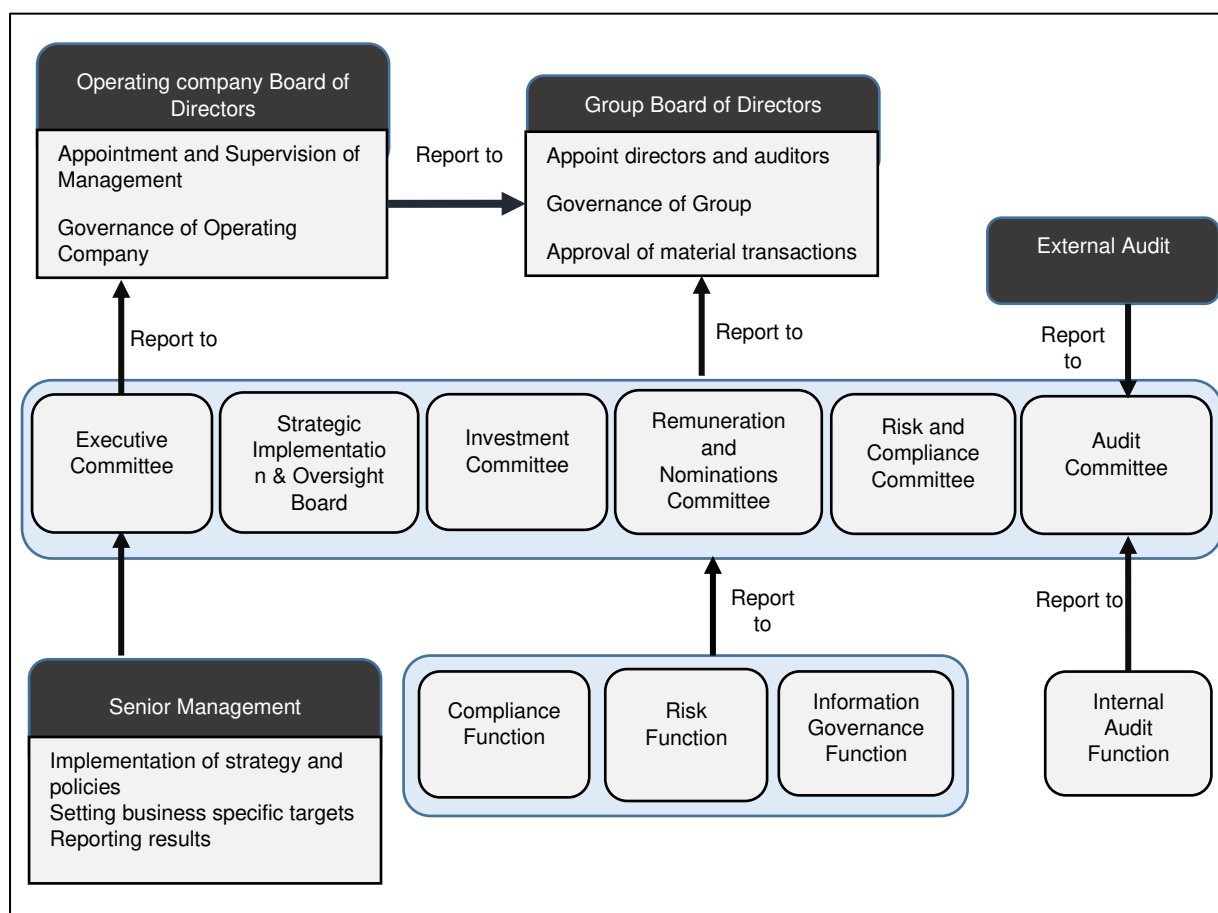 Operating company Board of
Directors
Appointment and Supervision of
Management
Governance of Operating
Company
Report to
Group Board of Directors
Appoint directors and auditors
Governance of Group
Approval of material transactions
External Audit
Report to
Report to
Report
to
Executive
Committee
Strategic
Implementatio
n & Oversight
Board
Investment
Committee
Remuneration
and
Nominations
Committee
Risk and
Compliance
Committee
Audit
Committee
Report
to
Report to
Senior Management
Implementation of strategy and
policies
Setting business specific targets
Reporting results
Compliance
Function
Risk
Function
Information
Governance
Function
Internal
Audit
Function